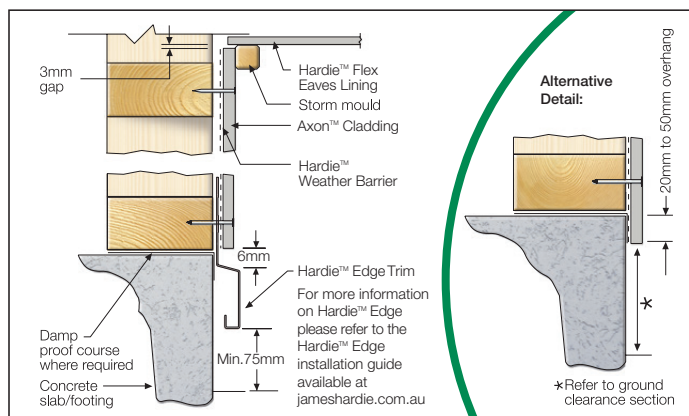 3mm
gap
Hardie™ Flex
Eaves Lining
Storm mould
Axon™ Cladding
Hardie™
Weather Barrier
6mm
Hardie™ Edge Trim
For more information
on Hardie™ Edge
please refer to the
Hardie™ Edge
installation guide
available at
jameshardie.com.au
Min.75mm
Damp
proof course
where required
Concrete
slab/footing
Alternative
Detail:
20mm to 50mm overhang
*
*Refer to ground
clearance section